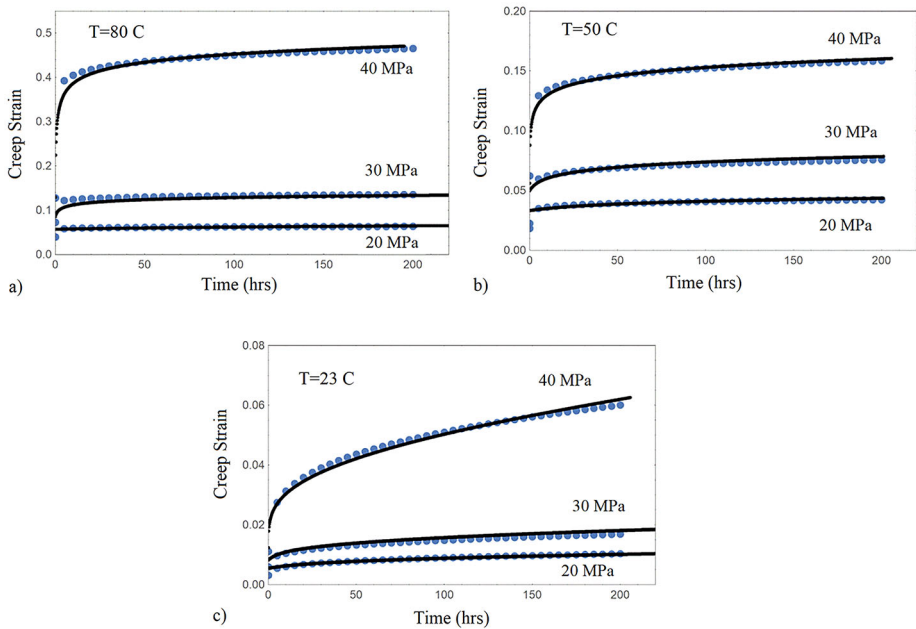 T=80 C
0.5
40 MPa
0.4
0.3
Creep Strain
30 MPa
0.2
0.1
20 MPa
0.0
0 50 100 150 200
Time (hrs)
a)
0.20
T=50 C
40 MPa
0.15
Creep Strain
0.10
30 MPa
0.05
20 MPa
0.00
0 50 100 150 200
Time (hrs)
b)
0.08
T=23 C
40 MPa
0.06
Creep Strain
0.04
30 MPa
0.02
20 MPa
0.00
0 50 100 150 200
Time (hrs)
c)